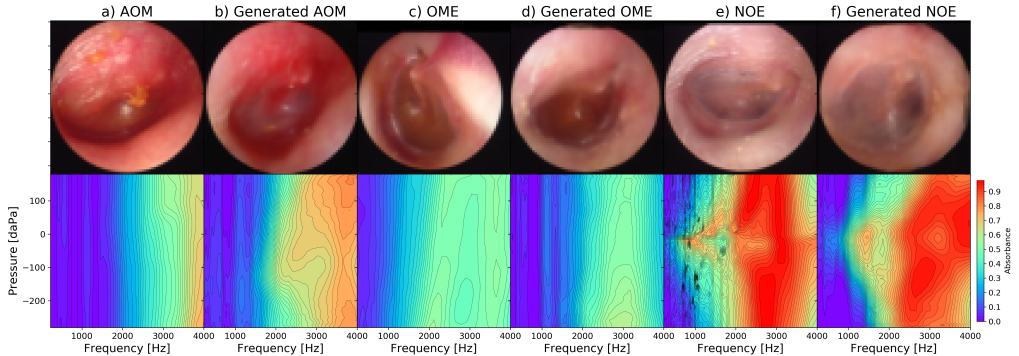 a) AOM b) Generated AOM c) OME d) Generated OME e) NOE f) Generated NOE
Pressure [daPa]
100
0
−100
−200
1000 2000 3000 4000 1000 2000 3000 4000 1000 2000 3000 4000 1000 2000 3000 4000 1000 2000 3000 4000 1000 2000 3000 4000
Frequency [Hz] Frequency [Hz] Frequency [Hz] Frequency [Hz] Frequency [Hz] Frequency [Hz]
0.9
0.8
0.7
0.6
0.5
0.4
0.3
0.2
0.1
0.0
Absorbance